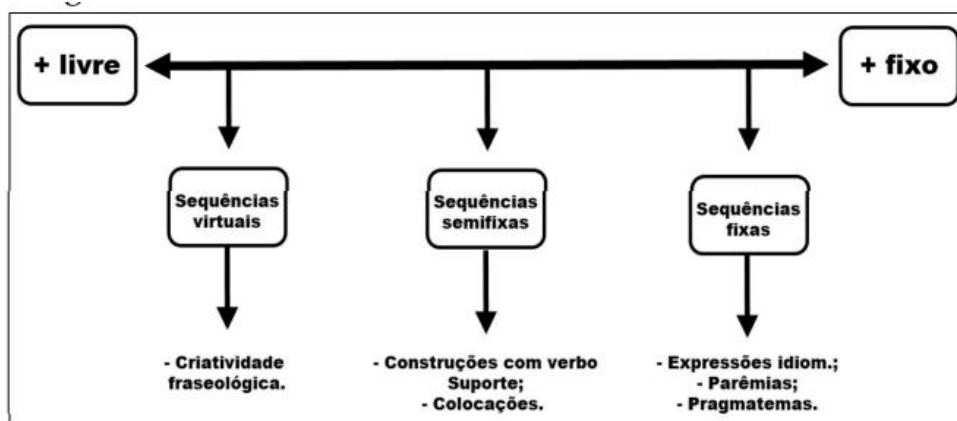 + livre
+ fixo
Sequências
virtuais
Sequências
semifixas
Sequências
fixas
- Criatividade
fraseológica.
- Construções com verbo
Suporte;
- Colocações.
- Expressões idiom.;
- Parêmias;
- Pragmatemas.